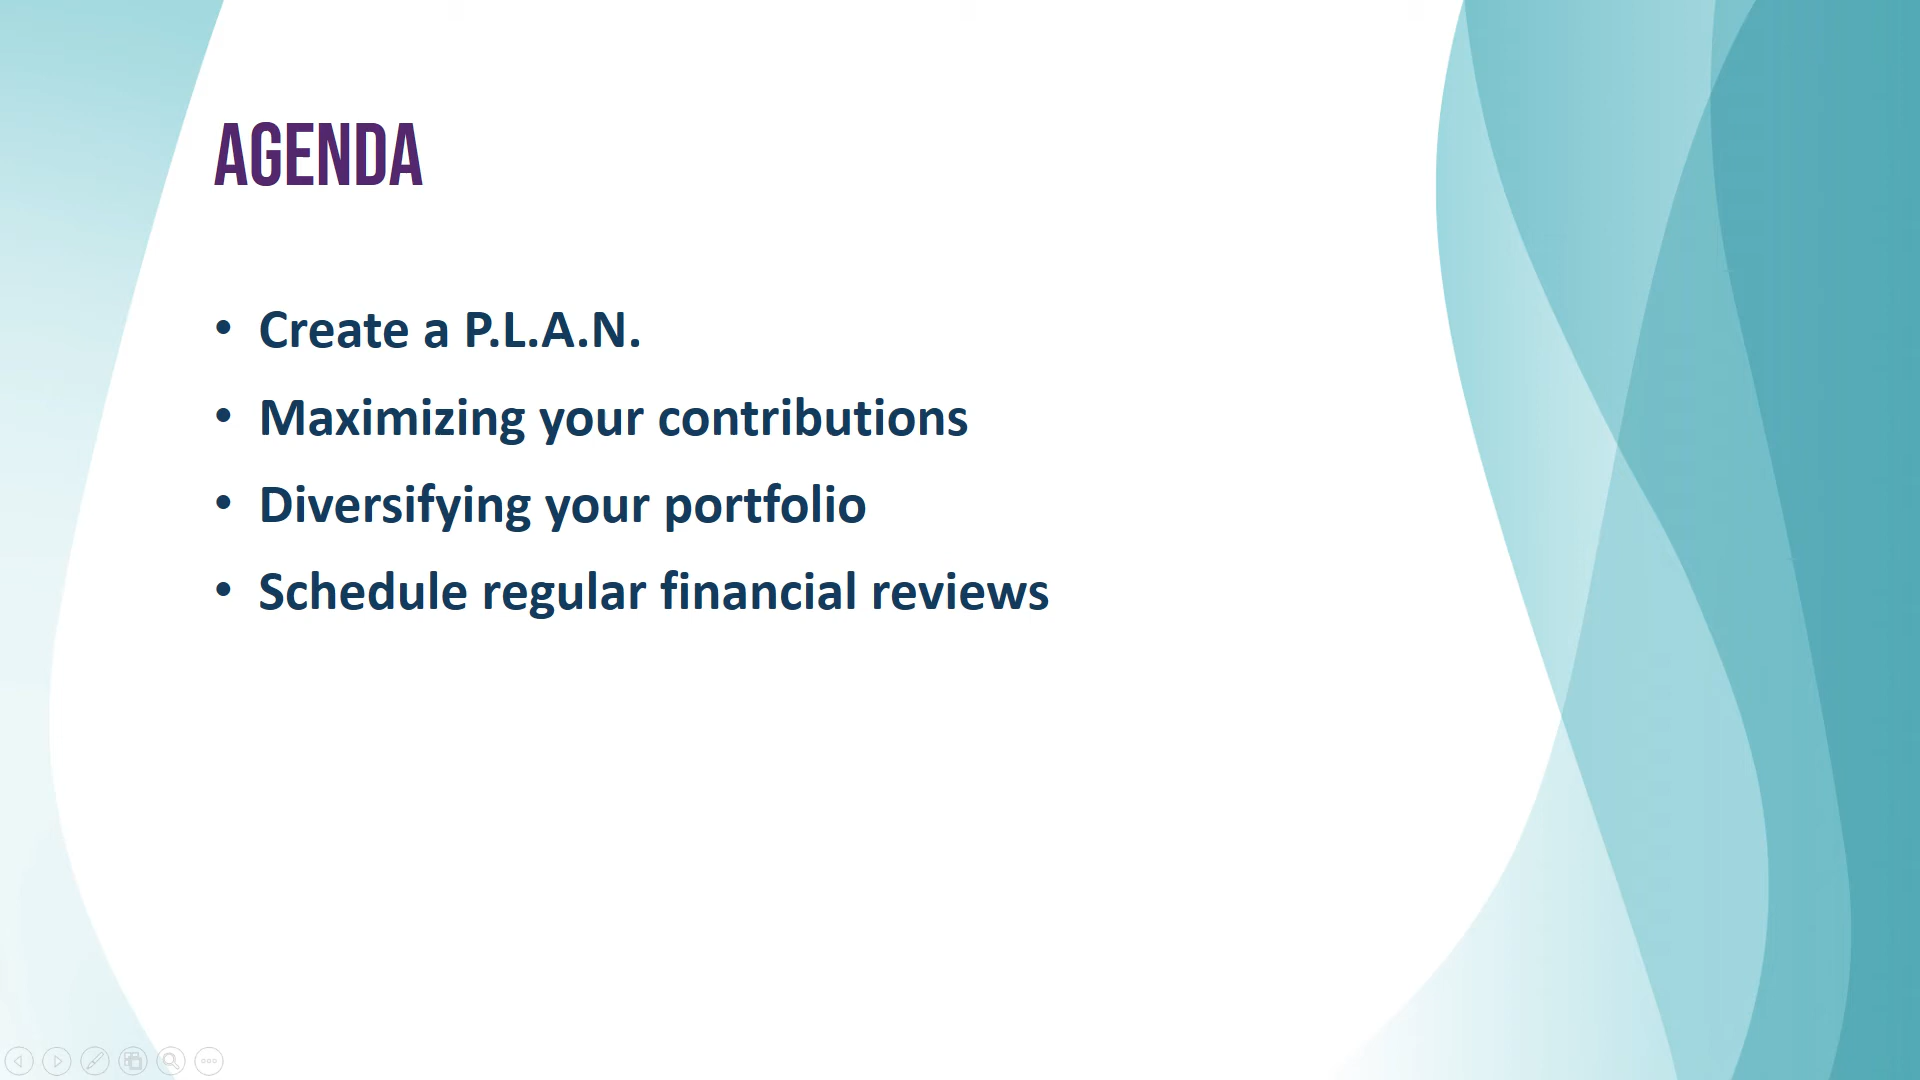 AGENDA
• Create a P.L.A.N.
• Maximizing your contributions
• Diversifying your portfolio
• Schedule regular financial reviews